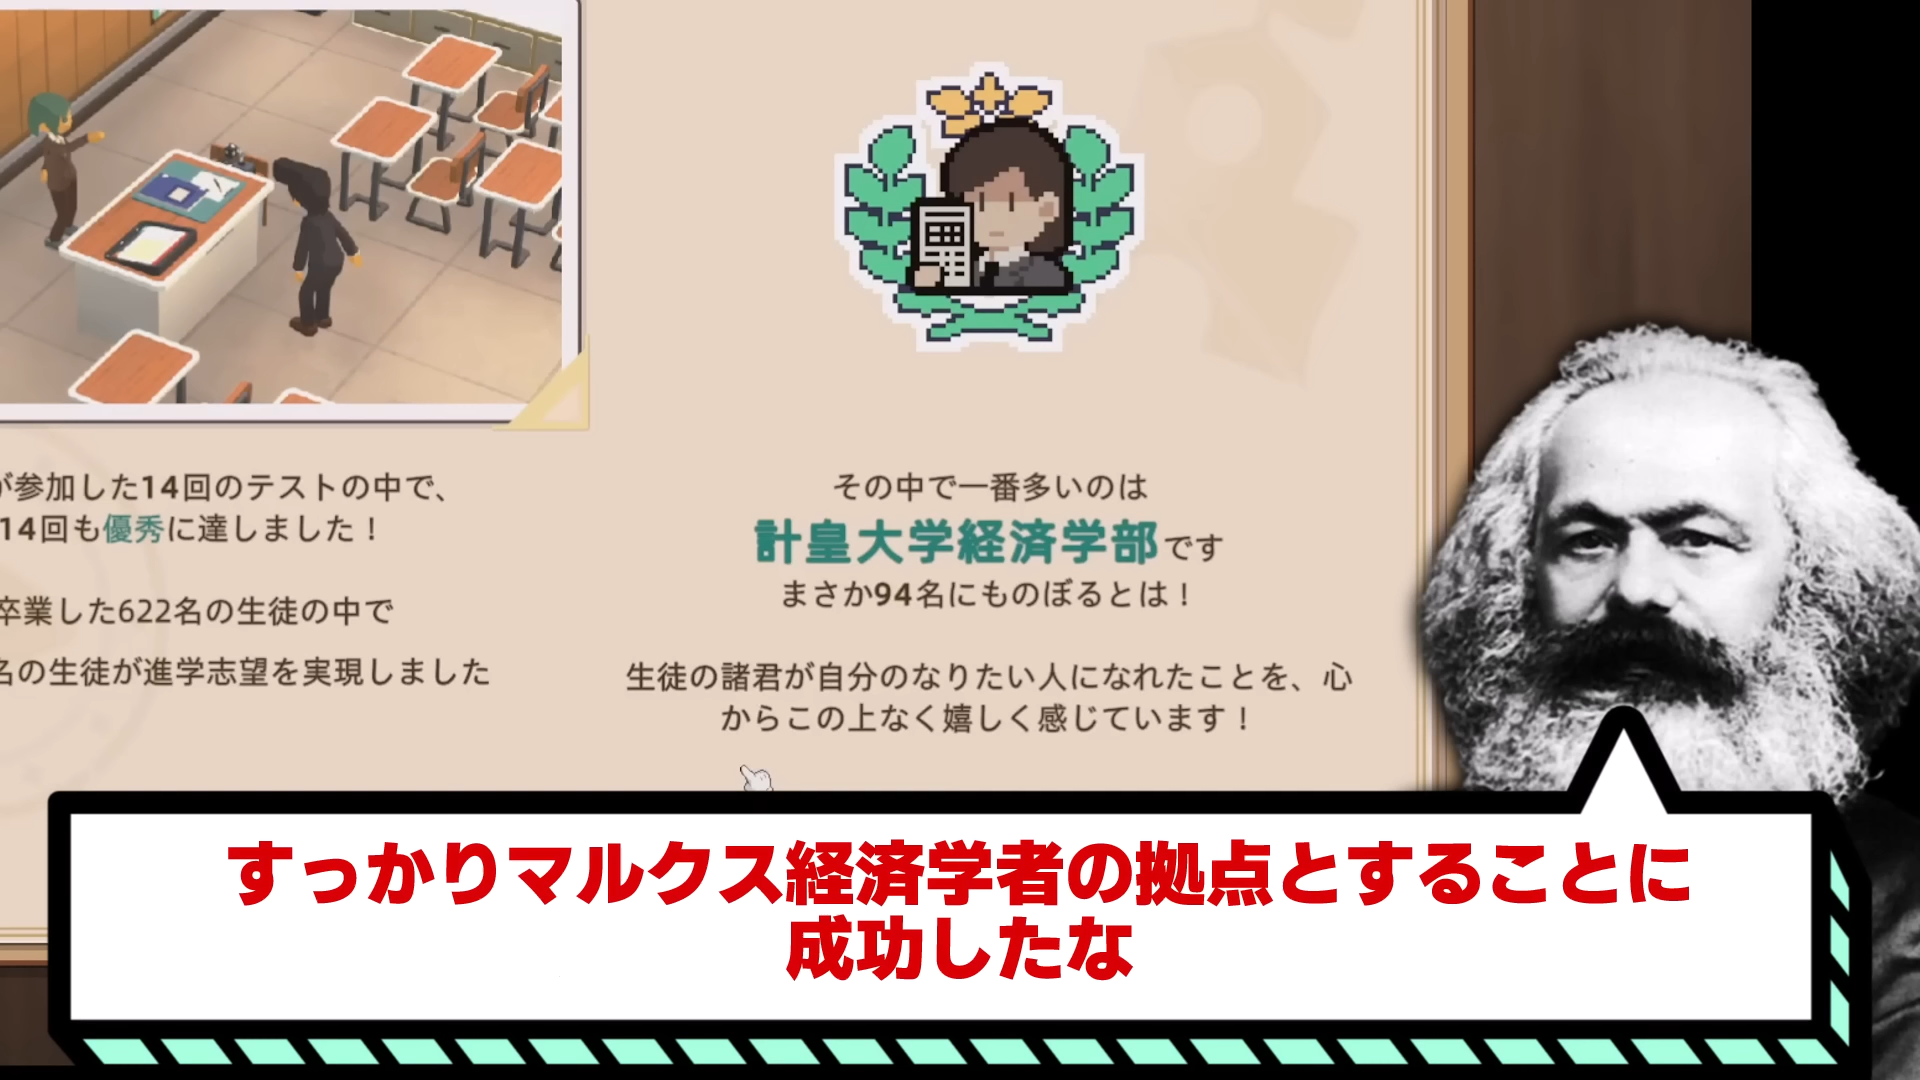 が参加した14回のテストの中で、
14回も優秀に達しました！
卒業した622名の生徒の中で
名の生徒が進学志望を実現しました
その中で一番多いのは
計皇大学経済学部です
まさか94名にものぼるとは！
生徒の諸君が自分のなりたい人になれたことを、心
からこの上なく嬉しく感じています！
すっかりマルクス経済学者の拠点とすることに
成功したな